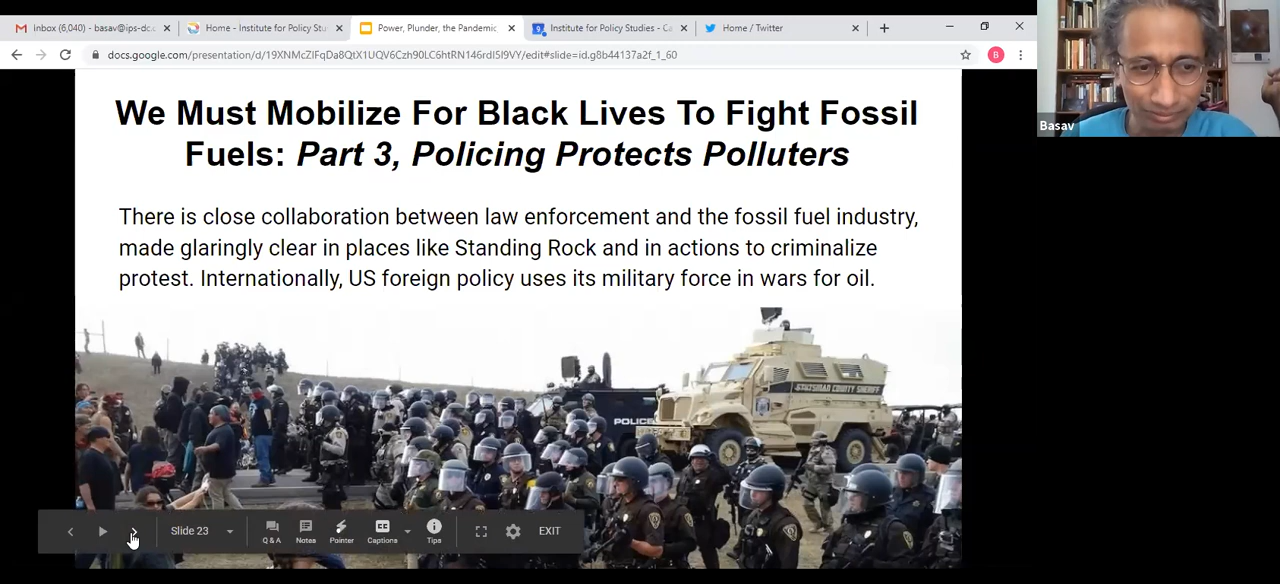 inbox (6,040) - basav@ips-dc.
Home - Institute for Policy Stu
Power, Plunder, the Pandemic
Institute for Policy Studies - Ca
Home / Twitter
docs.google.com/presentation/d/19XNMcZIFqDa8QtX1UQV6Czh90LC6htRN146rdI5I9VY/edit#slide=id.g8b44137a2f_1_60
B
Basav
We Must Mobilize For Black Lives To Fight Fossil
Fuels: Part 3, Policing Protects Polluters
There is close collaboration between law enforcement and the fossil fuel industry,
made glaringly clear in places like Standing Rock and in actions to criminalize
protest. Internationally, US foreign policy uses its military force in wars for oil.
STUTSMAN COUNTY SHERIFF
POLICE
Slide 23
Q & A
Notes
Pointer
CC
Captions
Tips
EXIT